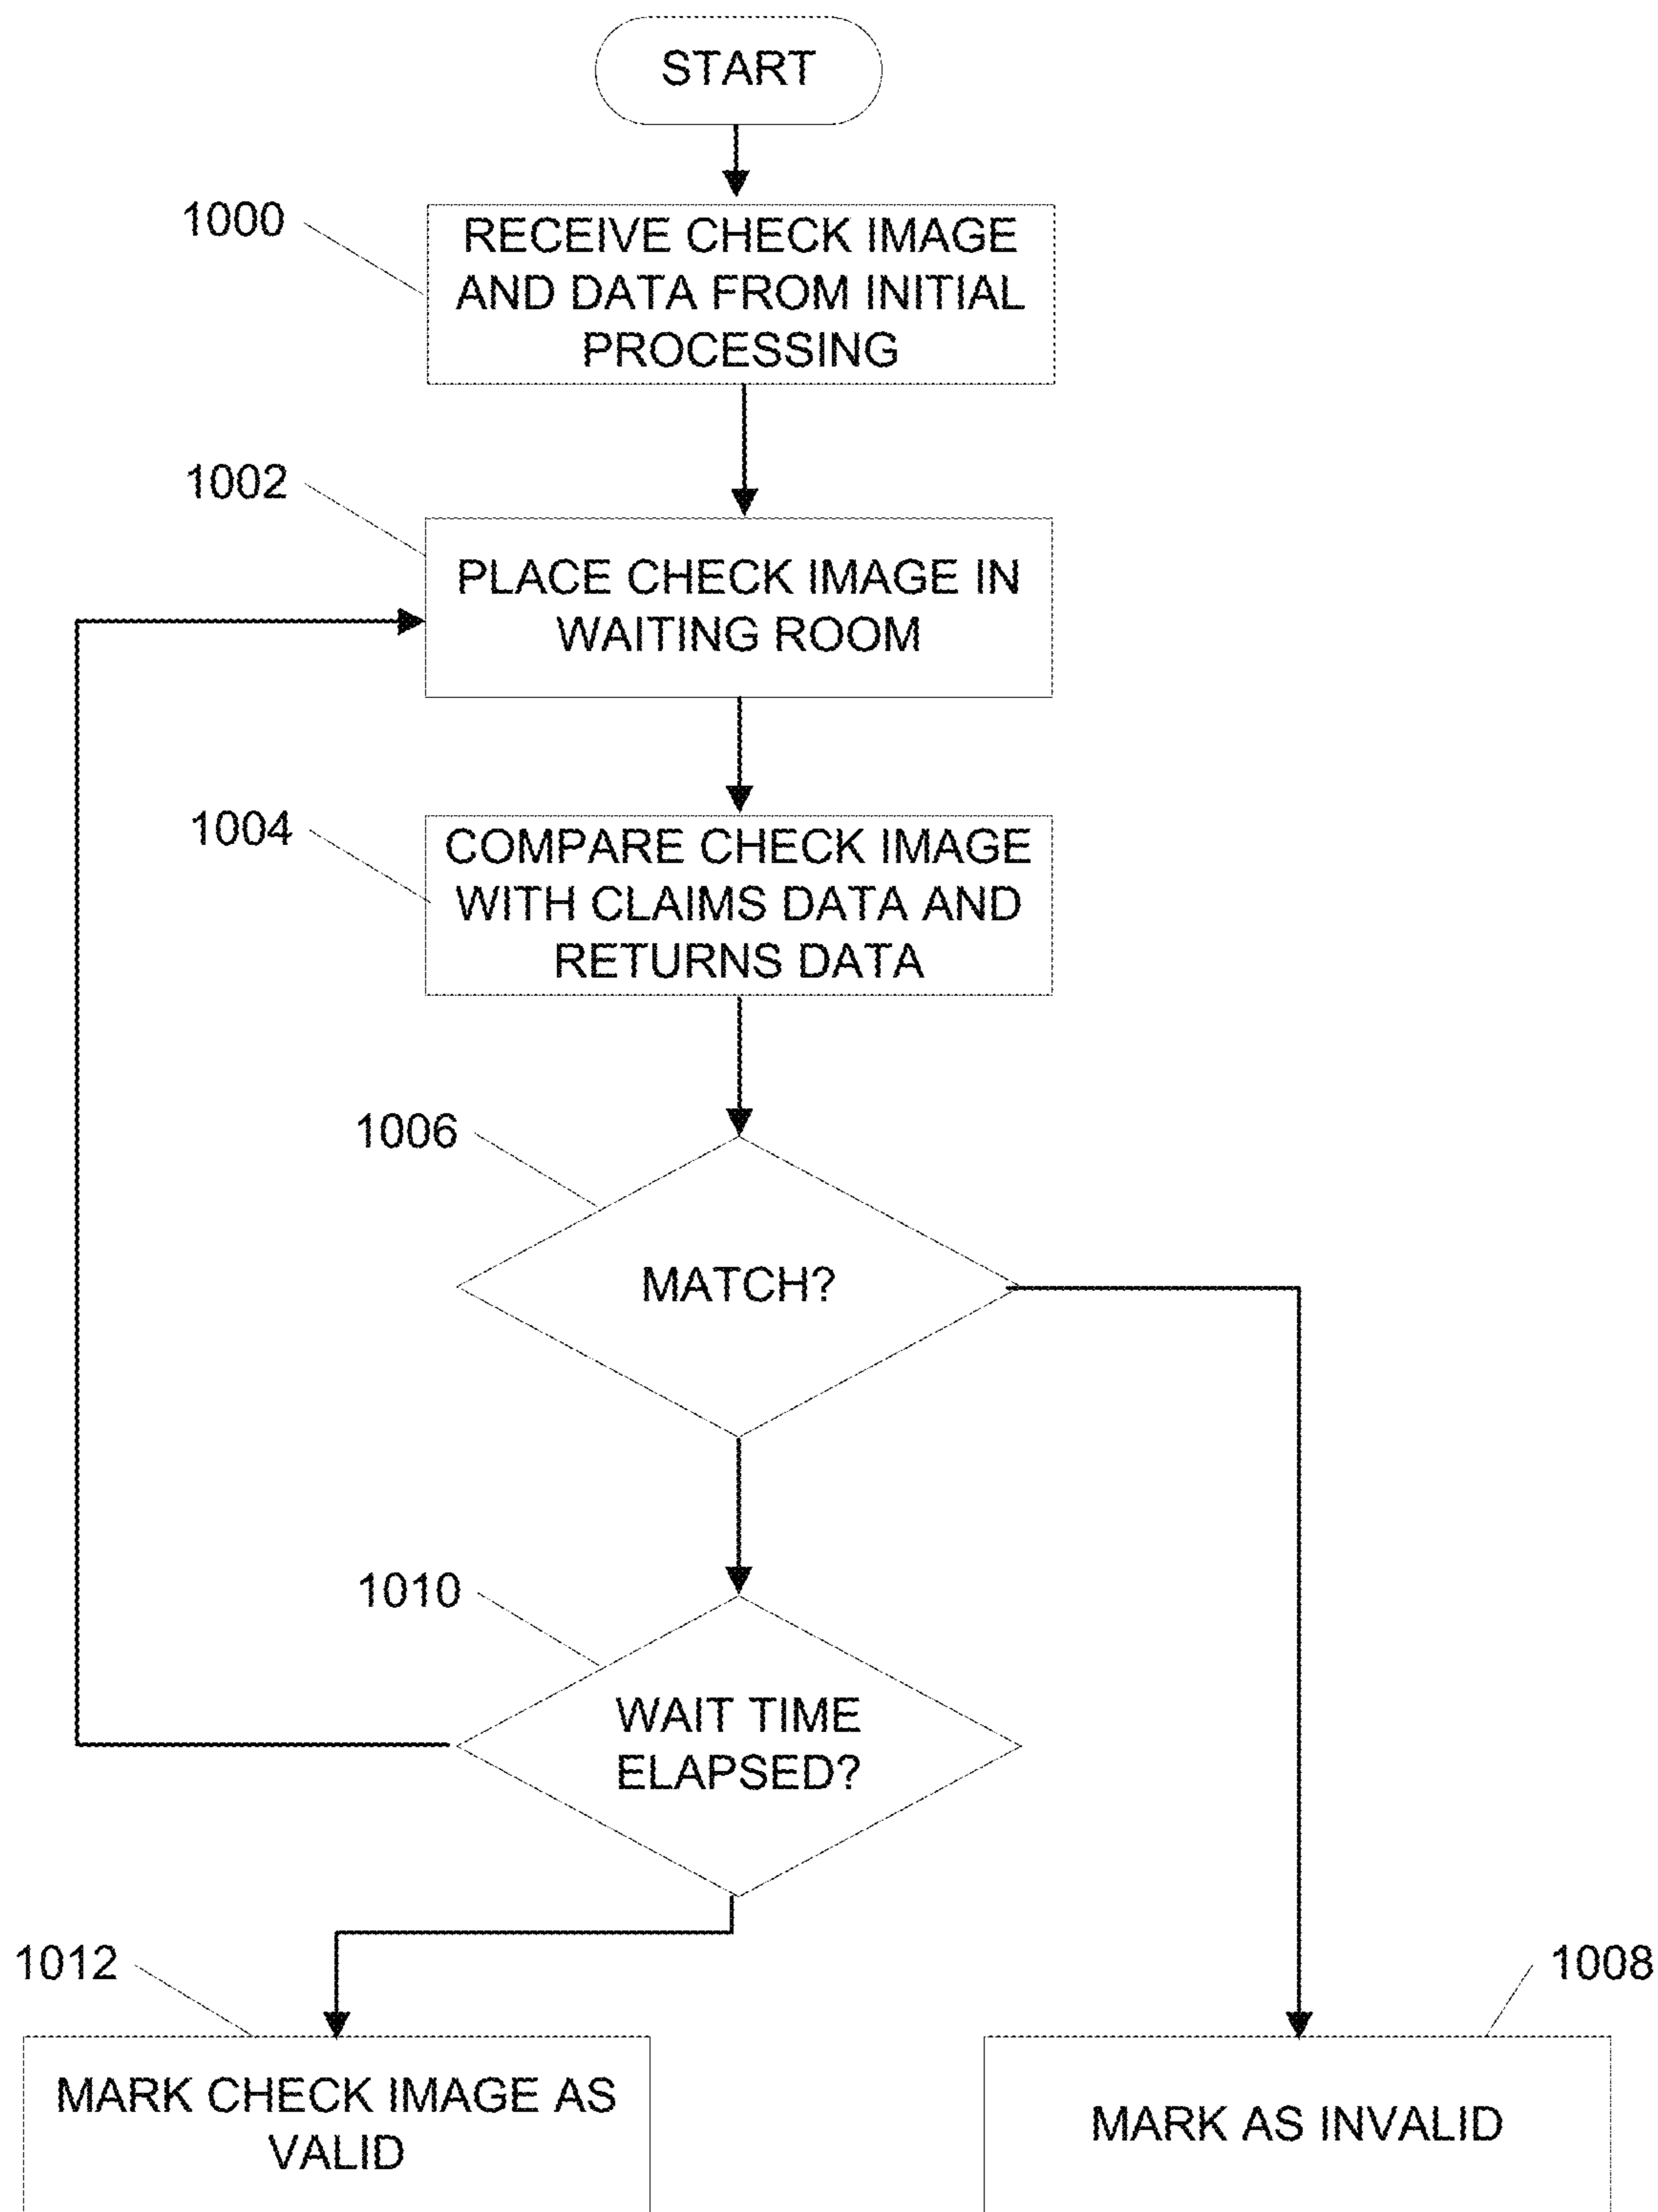 START
1000
RECEIVE CHECK IMAGE
AND DATA FROM INITIAL
PROCESSING
1002
PLACE CHECK IMAGE IN
WAITING ROOM
1004
COMPARE CHECK IMAGE
WITH CLAIMS DATA AND
RETURNS DATA
1006
MATCH?
1010
WAIT TIME
ELAPSED?
1012
MARK CHECK IMAGE AS
VALID
1008
MARK AS INVALID